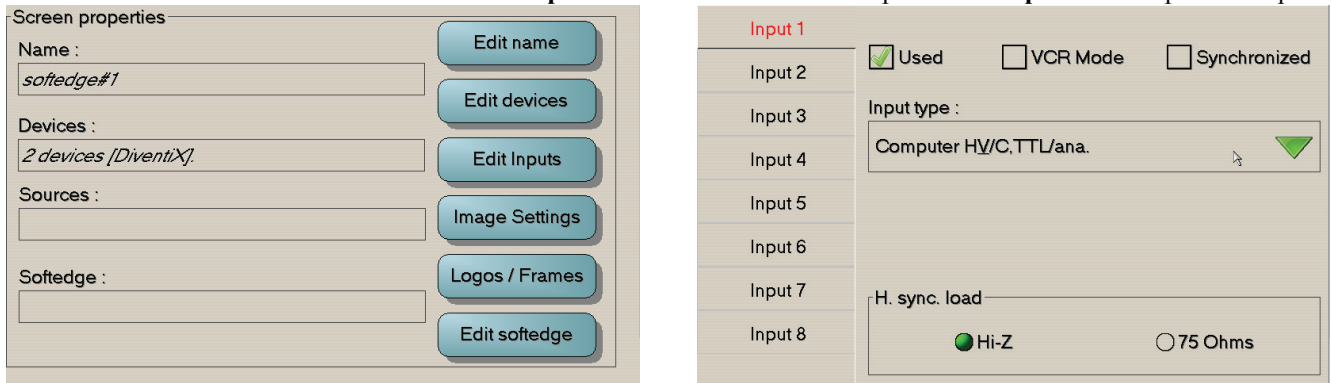 Screen properties
Name :
softedge#1
Devices :
2 devices [DiventiX].
Sources :
Softedge :
Edit name
Edit devices
Edit Inputs
Image Settings
Logos / Frames
Edit softedge
Input 1
Input 2
Input 3
Input 4
Input 5
Input 6
Input 7
Input 8
Used
VCR Mode
Synchronized
Input type :
Computer HV/C,TTL/ana.
H. sync. load
Hi-Z
75 Ohms